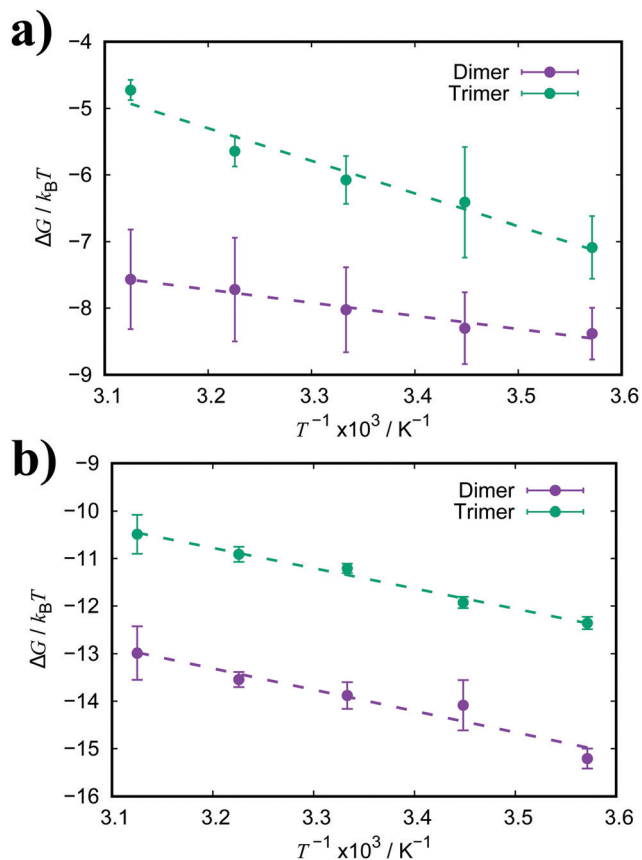 a)
−4
−5
−6
−7
−8
−9
ΔG / kBT
Dimer
Trimer
3.1 3.2 3.3 3.4 3.5 3.6
T−1 x10³ / K−1
b)
−9
−10
−11
−12
−13
−14
−15
−16
ΔG / kBT
Dimer
Trimer
3.1 3.2 3.3 3.4 3.5 3.6
T−1 x10³ / K−1